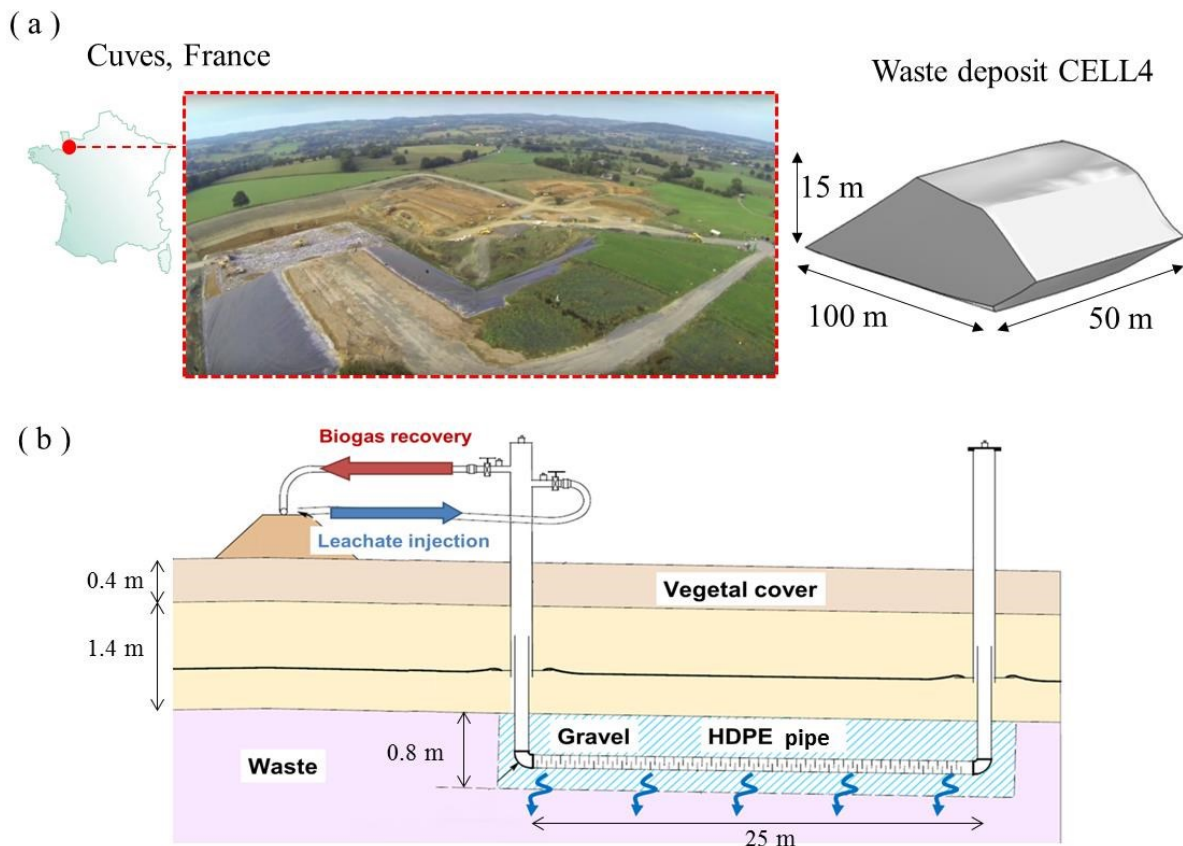 ( a )
Cuves, France
Waste deposit CELL4
15 m
100 m
50 m
( b )
Biogas recovery
Leachate injection
0.4 m
Vegetal cover
1.4 m
0.8 m
Gravel
HDPE pipe
Waste
25 m